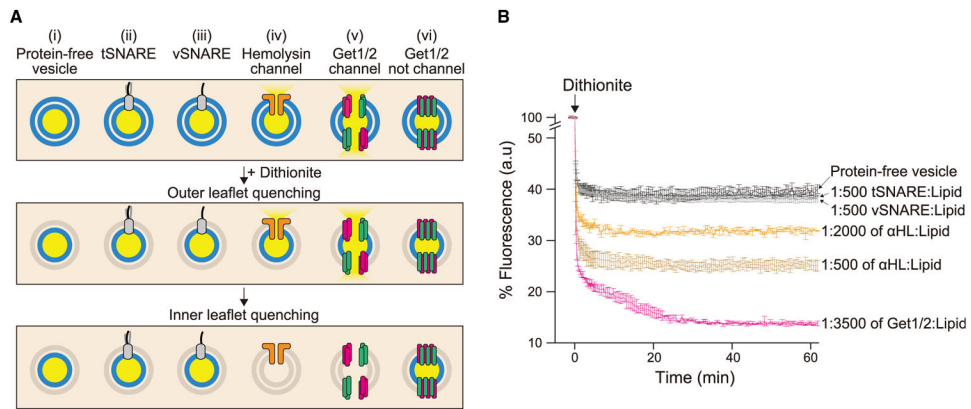 A
(i) (ii) (iii) (iv) (v) (vi)
Protein-free tSNARE vSNARE Hemolysin Get1/2 Get1/2
vesicle channel channel not channel
+ Dithionite
Outer leaflet quenching
Inner leaflet quenching
B
Dithionite
% Fluorescence (a.u)
100
50
40
30
20
10
0 20 40 60
Time (min)
Protein-free vesicle
1:500 tSNARE:Lipid
1:500 vSNARE:Lipid
1:2000 of αHL:Lipid
1:500 of αHL:Lipid
1:3500 of Get1/2:Lipid